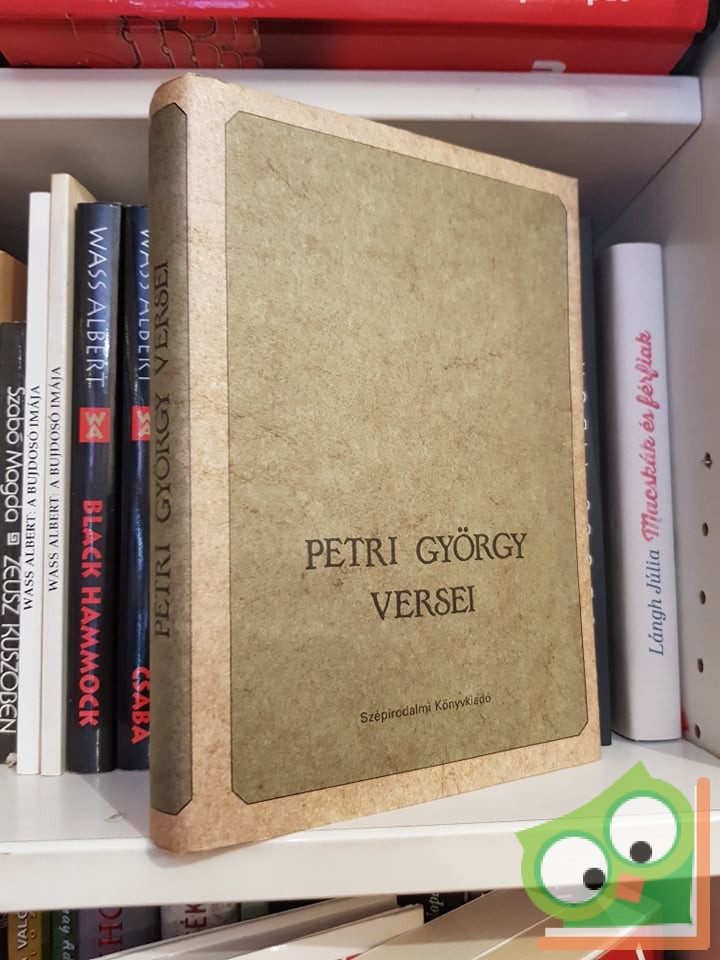 PETRI GYÖRGY
VERSEI
Szépirodalmi Könyvkiadó
PETRI GYÖRGY VERSEI
Szabó Magda ZEUSZ KÜSZÖBÉN
WASS ALBERT: A BUJDOSÓ IMÁJA
WASS ALBERT: A BUJDOSÓ IMÁJA
WASS ALBERT WA BLACK HAMMOCK
WASS ALBERT CSABA
Lángh Júlia Macskák és férfiak